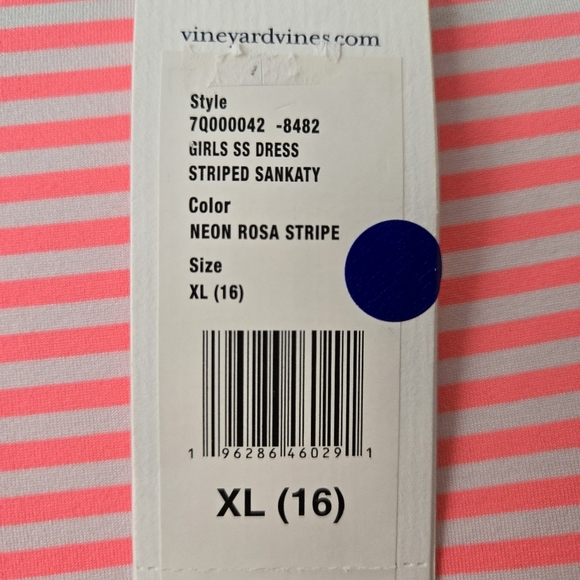 vineyardvines.com
Style
7Q000042 -8482
GIRLS SS DRESS
STRIPED SANKATY
Color
NEON ROSA STRIPE
Size
XL (16)
1 96286 46029 1
XL (16)